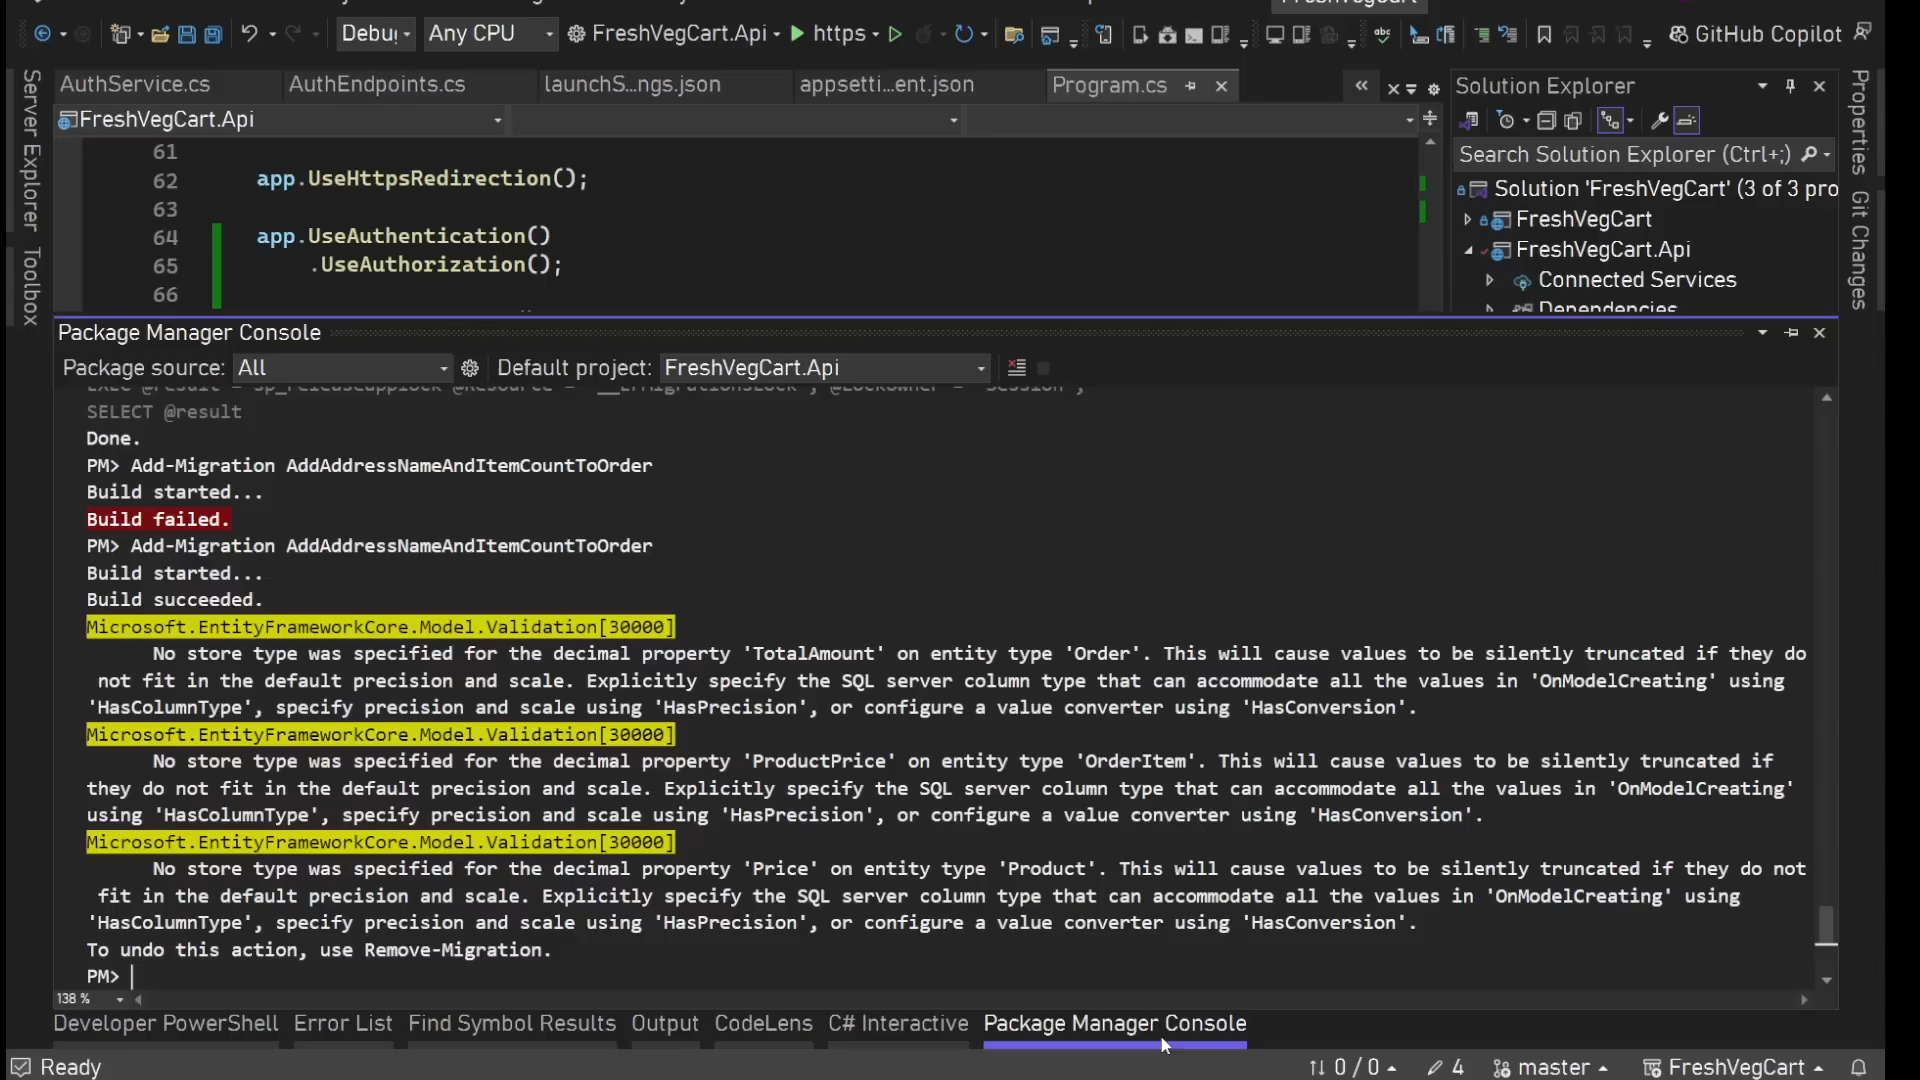 Debu
Any CPU
FreshVegCart.Api
https
GitHub Copilot
AuthService.cs
AuthEndpoints.cs
launchS...ngs.json
appsetti...ent.json
Program.cs
FreshVegCart.Api
61
62 app.UseHttpsRedirection();
63
64 app.UseAuthentication()
65 .UseAuthorization();
66
Server Explorer
Toolbox
Solution Explorer
Search Solution Explorer (Ctrl+;)
Solution 'FreshVegCart' (3 of 3 pro
FreshVegCart
FreshVegCart.Api
Connected Services
Dependencies
Properties
Git Changes
Package Manager Console
Package source: All
Default project: FreshVegCart.Api
EXEC @result = sp_releaseapplock @Resource = '__EFMigrationsLock', @LockOwner = 'Session';
SELECT @result
Done.
PM> Add-Migration AddAddressNameAndItemCountToOrder
Build started...
Build failed.
PM> Add-Migration AddAddressNameAndItemCountToOrder
Build started...
Build succeeded.
Microsoft.EntityFrameworkCore.Model.Validation[30000]
No store type was specified for the decimal property 'TotalAmount' on entity type 'Order'. This will cause values to be silently truncated if they do
not fit in the default precision and scale. Explicitly specify the SQL server column type that can accommodate all the values in 'OnModelCreating' using
'HasColumnType', specify precision and scale using 'HasPrecision', or configure a value converter using 'HasConversion'.
Microsoft.EntityFrameworkCore.Model.Validation[30000]
No store type was specified for the decimal property 'ProductPrice' on entity type 'OrderItem'. This will cause values to be silently truncated if
they do not fit in the default precision and scale. Explicitly specify the SQL server column type that can accommodate all the values in 'OnModelCreating'
using 'HasColumnType', specify precision and scale using 'HasPrecision', or configure a value converter using 'HasConversion'.
Microsoft.EntityFrameworkCore.Model.Validation[30000]
No store type was specified for the decimal property 'Price' on entity type 'Product'. This will cause values to be silently truncated if they do not
fit in the default precision and scale. Explicitly specify the SQL server column type that can accommodate all the values in 'OnModelCreating' using
'HasColumnType', specify precision and scale using 'HasPrecision', or configure a value converter using 'HasConversion'.
To undo this action, use Remove-Migration.
PM>
138 %
Developer PowerShell
Error List
Find Symbol Results
Output
CodeLens
C# Interactive
Package Manager Console
Ready
0 / 0
4
master
FreshVegCart